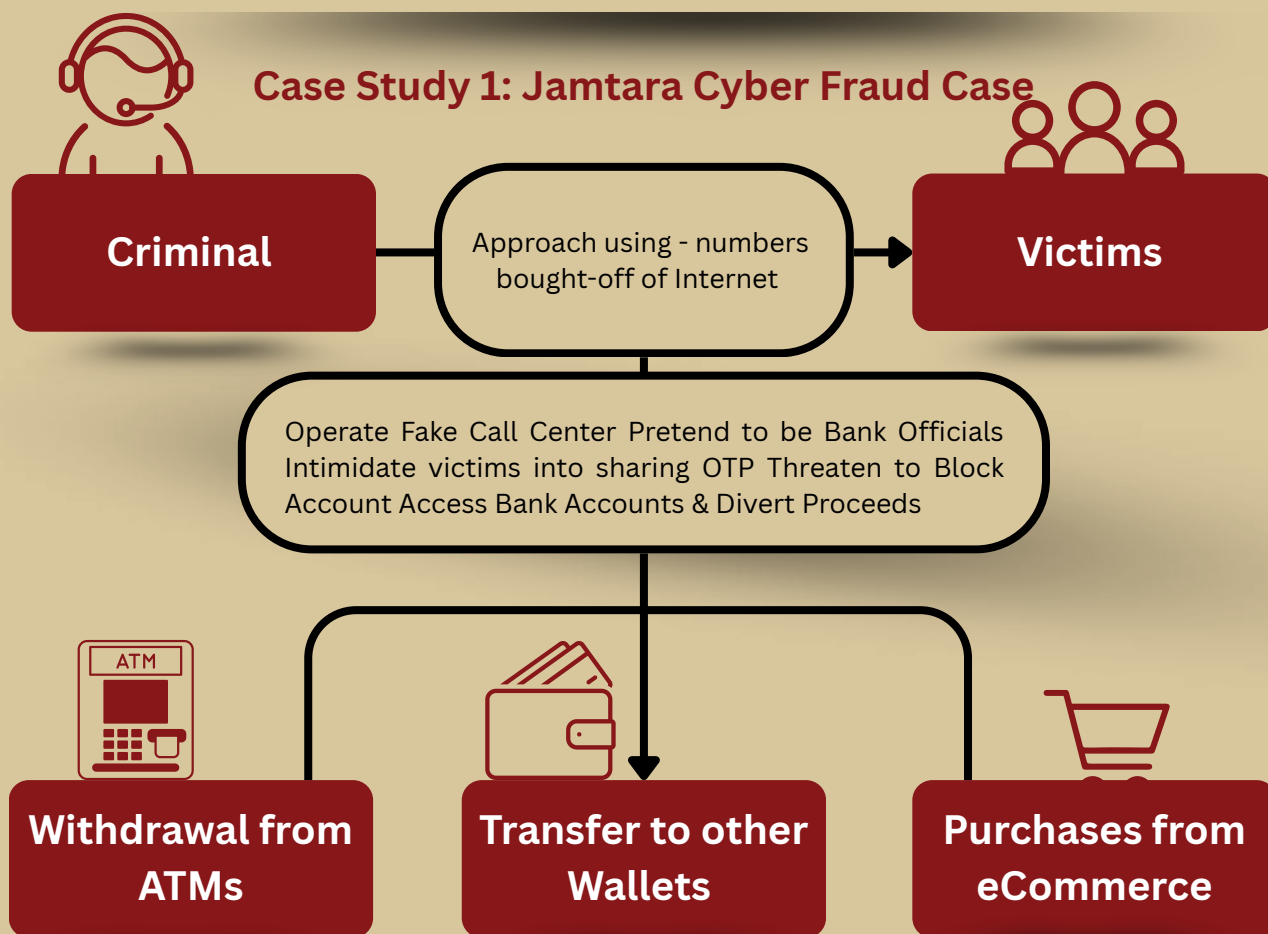 Case Study 1: Jamtara Cyber Fraud Case
Criminal
Approach using - numbers
bought-off of Internet
Victims
Operate Fake Call Center Pretend to be Bank Officials
Intimidate victims into sharing OTP Threaten to Block
Account Access Bank Accounts & Divert Proceeds
ATM
Withdrawal from
ATMs
Transfer to other
Wallets
Purchases from
eCommerce